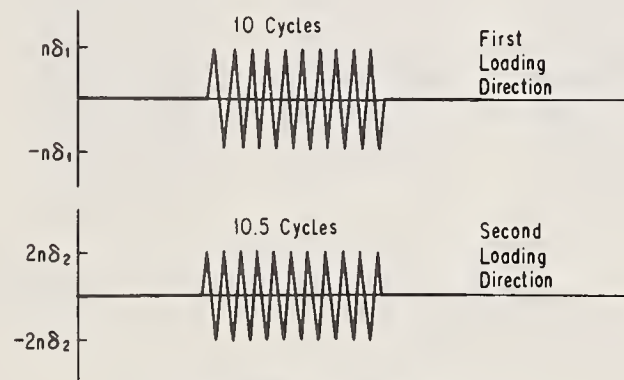 10 Cycles
nδ₁
-nδ₁
First
Loading
Direction
10.5 Cycles
2nδ₂
-2nδ₂
Second
Loading
Direction